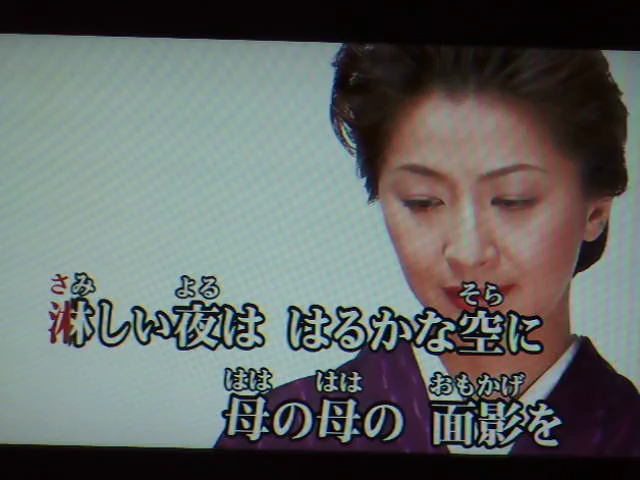 さみ よる そら
淋しい夜は はるかな空に
はは はは おもかげ
母の母の 面影を